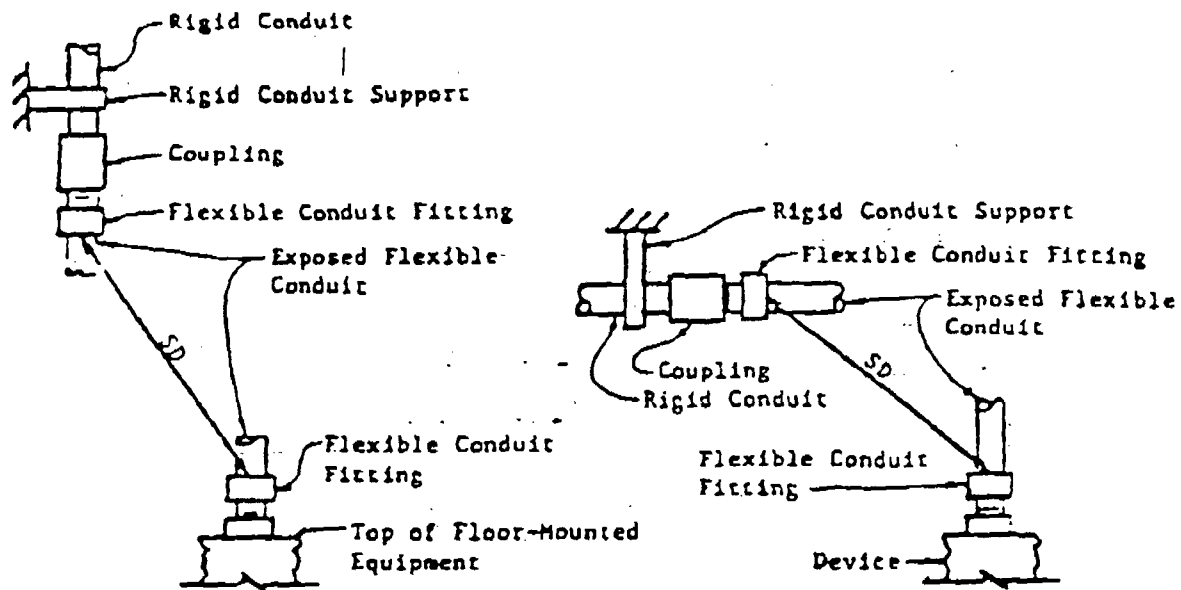 Rigid Conduit
Rigid Conduit Support
Coupling
Flexible Conduit Fitting
Exposed Flexible
Conduit
SD
Flexible Conduit
Fitting
Top of Floor-Mounted
Equipment
Rigid Conduit Support
Flexible Conduit Fitting
Exposed Flexible
Conduit
SD
Coupling
Rigid Conduit
Flexible Conduit
Fitting
Device